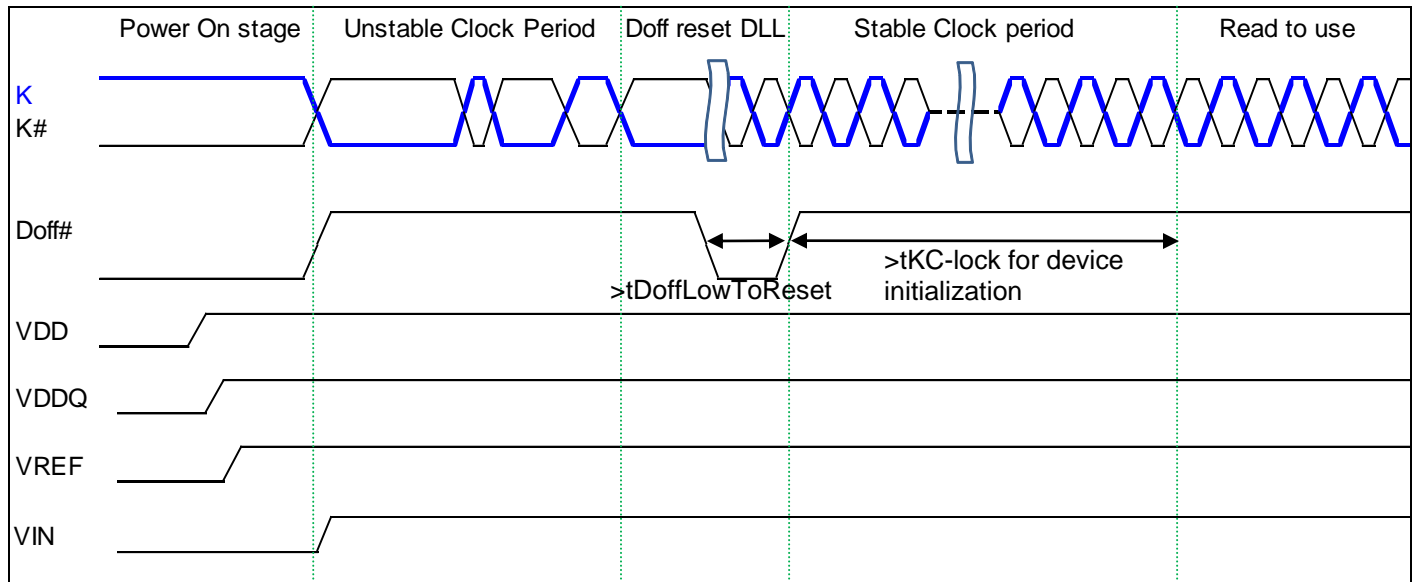 Power On stage
Unstable Clock Period
Doff reset DLL
Stable Clock period
Read to use
K
K#
Doff#
>tDoffLowToReset
>tKC-lock for device
initialization
VDD
VDDQ
VREF
VIN